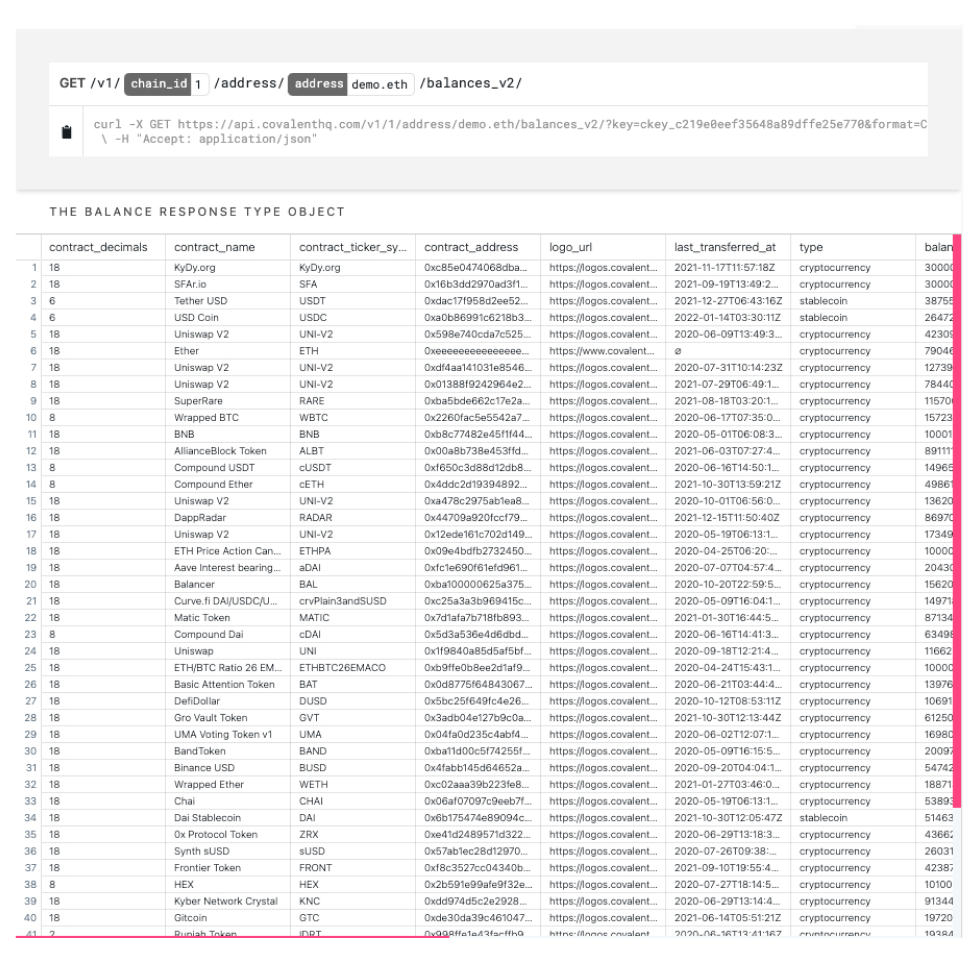 GET /v1/ chain_id 1 /address/ address demo.eth /balances_v2/
curl -X GET https://api.covalenthq.com/v1/1/address/demo.eth/balances_v2/?key=ckey_c219e0eef35648a89dffe25e770&format=C
\ -H "Accept: application/json"
THE BALANCE RESPONSE TYPE OBJECT
contract_decimals contract_name contract_ticker_sy... contract_address logo_url last_transferred_at type balan
1 18 KyDy.org KyDy.org 0xc85e0474068dba... https://logos.covalent... 2021-11-17T11:57:18Z cryptocurrency 30000
2 18 SFAr.io SFA 0x16b3dd2970ad3f1... https://logos.covalent... 2021-09-19T13:49:2... cryptocurrency 30000
3 6 Tether USD USDT 0xdac17f958d2ee52... https://logos.covalent... 2021-12-27T06:43:16Z stablecoin 38755
4 6 USD Coin USDC 0xa0b86991c6218b3... https://logos.covalent... 2022-01-14T03:30:11Z stablecoin 26472
5 18 Uniswap V2 UNI-V2 0x598e740cda7c525... https://logos.covalent... 2020-06-09T13:49:3... cryptocurrency 42309
6 18 Ether ETH 0xeeeeeeeeeeeeeee... https://www.covalent... ∅ cryptocurrency 79046
7 18 Uniswap V2 UNI-V2 0xdf4aa141031e8546... https://logos.covalent... 2020-07-31T10:14:23Z cryptocurrency 12739
8 18 Uniswap V2 UNI-V2 0x01388f9242964e2... https://logos.covalent... 2021-07-29T06:49:1... cryptocurrency 78440
9 18 SuperRare RARE 0xba5bde662c17e2a... https://logos.covalent... 2021-08-18T03:20:1... cryptocurrency 11570
10 8 Wrapped BTC WBTC 0x2260fac5e5542a7... https://logos.covalent... 2020-06-17T07:35:0... cryptocurrency 15723
11 18 BNB BNB 0xb8c77482e45f1f44... https://logos.covalent... 2020-05-01T06:08:3... cryptocurrency 10001
12 18 AllianceBlock Token ALBT 0x00a8b738e453ffd... https://logos.covalent... 2021-06-03T07:27:4... cryptocurrency 891111
13 8 Compound USDT cUSDT 0xf650c3d88d12db8... https://logos.covalent... 2020-06-16T14:50:1... cryptocurrency 14965
14 8 Compound Ether cETH 0x4ddc2d19394892... https://logos.covalent... 2021-10-30T13:59:21Z cryptocurrency 49861
15 18 Uniswap V2 UNI-V2 0xa478c2975ab1ea8... https://logos.covalent... 2020-10-01T06:56:0... cryptocurrency 13620
16 18 DappRadar RADAR 0x44709a920fccf79... https://logos.covalent... 2021-12-15T11:50:40Z cryptocurrency 86970
17 18 Uniswap V2 UNI-V2 0x12ede161c702d149... https://logos.covalent... 2020-05-19T06:13:1... cryptocurrency 17349
18 18 ETH Price Action Can... ETHPA 0x09e4bdfb2732450... https://logos.covalent... 2020-04-25T06:20:... cryptocurrency 10000
19 18 Aave Interest bearing... aDAI 0xfc1e690f61efd961... https://logos.covalent... 2020-07-07T04:57:4... cryptocurrency 20430
20 18 Balancer BAL 0xba100000625a375... https://logos.covalent... 2020-10-20T22:59:5... cryptocurrency 15620
21 18 Curve.fi DAI/USDC/U... crvPlain3andSUSD 0xc25a3a3b969415c... https://logos.covalent... 2020-05-09T16:04:1... cryptocurrency 14971
22 18 Matic Token MATIC 0x7d1afa7b718fb893... https://logos.covalent... 2021-01-30T16:44:5... cryptocurrency 87134
23 8 Compound Dai cDAI 0x5d3a536e4d6dbd... https://logos.covalent... 2020-06-16T14:41:3... cryptocurrency 63498
24 18 Uniswap UNI 0x1f9840a85d5af5bf... https://logos.covalent... 2020-09-18T12:21:4... cryptocurrency 11662
25 18 ETH/BTC Ratio 26 EM... ETHBTC26EMACO 0xb9ffe0b8ee2d1af9... https://logos.covalent... 2020-04-24T15:43:1... cryptocurrency 10000
26 18 Basic Attention Token BAT 0x0d8775f64843067... https://logos.covalent... 2020-06-21T03:44:4... cryptocurrency 13976
27 18 DefiDollar DUSD 0x5bc25f649fc4e26... https://logos.covalent... 2020-10-12T08:53:11Z cryptocurrency 10691
28 18 Gro Vault Token GVT 0x3adb04e127b9c0a... https://logos.covalent... 2021-10-30T12:13:44Z cryptocurrency 61250
29 18 UMA Voting Token v1 UMA 0x04fa0d235c4abf4... https://logos.covalent... 2020-06-02T12:07:1... cryptocurrency 16980
30 18 BandToken BAND 0xba11d00c5f74255f... https://logos.covalent... 2020-05-09T16:15:5... cryptocurrency 20097
31 18 Binance USD BUSD 0x4fabb145d64652a... https://logos.covalent... 2020-09-20T04:04:1... cryptocurrency 54742
32 18 Wrapped Ether WETH 0xc02aaa39b223fe8... https://logos.covalent... 2021-01-27T03:46:0... cryptocurrency 18871
33 18 Chai CHAI 0x06af07097c9eeb7f... https://logos.covalent... 2020-05-19T06:13:1... cryptocurrency 53893
34 18 Dai Stablecoin DAI 0x6b175474e89094c... https://logos.covalent... 2021-10-30T12:05:47Z stablecoin 51463
35 18 0x Protocol Token ZRX 0xe41d2489571d322... https://logos.covalent... 2020-06-29T13:18:3... cryptocurrency 43662
36 18 Synth sUSD sUSD 0x57ab1ec28d12970... https://logos.covalent... 2020-07-26T09:38:... cryptocurrency 26031
37 18 Frontier Token FRONT 0xf8c3527cc04340b... https://logos.covalent... 2021-09-10T19:55:4... cryptocurrency 42387
38 8 HEX HEX 0x2b591e99afe9f32e... https://logos.covalent... 2020-07-27T18:14:5... cryptocurrency 10100
39 18 Kyber Network Crystal KNC 0xdd974d5c2e2928... https://logos.covalent... 2020-06-29T13:14:4... cryptocurrency 91344
40 18 Gitcoin GTC 0xde30da39c461047... https://logos.covalent... 2021-06-14T05:51:21Z cryptocurrency 19720
41 2 Rupiah Token IDRT 0x998ffe1e43facffb9... https://logos.covalent... 2020-06-16T13:41:16Z cryptocurrency 19384